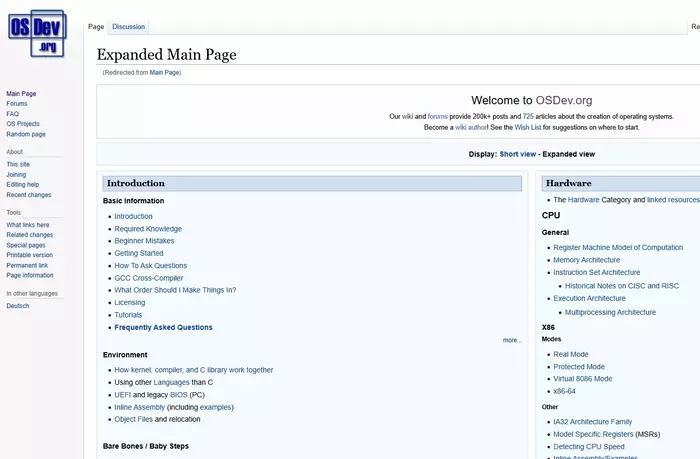 OS
Dev
.org
Page
Discussion
Re
Expanded Main Page
(Redirected from Main Page)
Main Page
Forums
FAQ
OS Projects
Random page
About
This site
Joining
Editing help
Recent changes
Tools
What links here
Related changes
Special pages
Printable version
Permanent link
Page information
In other languages
Deutsch
Welcome to OSDev.org
Our wiki and forums provide 200k+ posts and 725 articles about the creation of operating systems.
Become a wiki author! See the Wish List for suggestions on where to start.
Display: Short view - Expanded view
Introduction
Basic Information
Introduction
Required Knowledge
Beginner Mistakes
Getting Started
How To Ask Questions
GCC Cross-Compiler
What Order Should I Make Things In?
Licensing
Tutorials
Frequently Asked Questions
more...
Environment
How kernel, compiler, and C library work together
Using other Languages than C
UEFI and legacy BIOS (PC)
Inline Assembly (including examples)
Object Files and relocation
Bare Bones / Baby Steps
Hardware
The Hardware Category and linked resources
CPU
General
Register Machine Model of Computation
Memory Architecture
Instruction Set Architecture
Historical Notes on CISC and RISC
Execution Architecture
Multiprocessing Architecture
X86
Modes
Real Mode
Protected Mode
Virtual 8086 Mode
x86-64
Other
IA32 Architecture Family
Model Specific Registers (MSRs)
Detecting CPU Speed
Inline Assembly/Examples